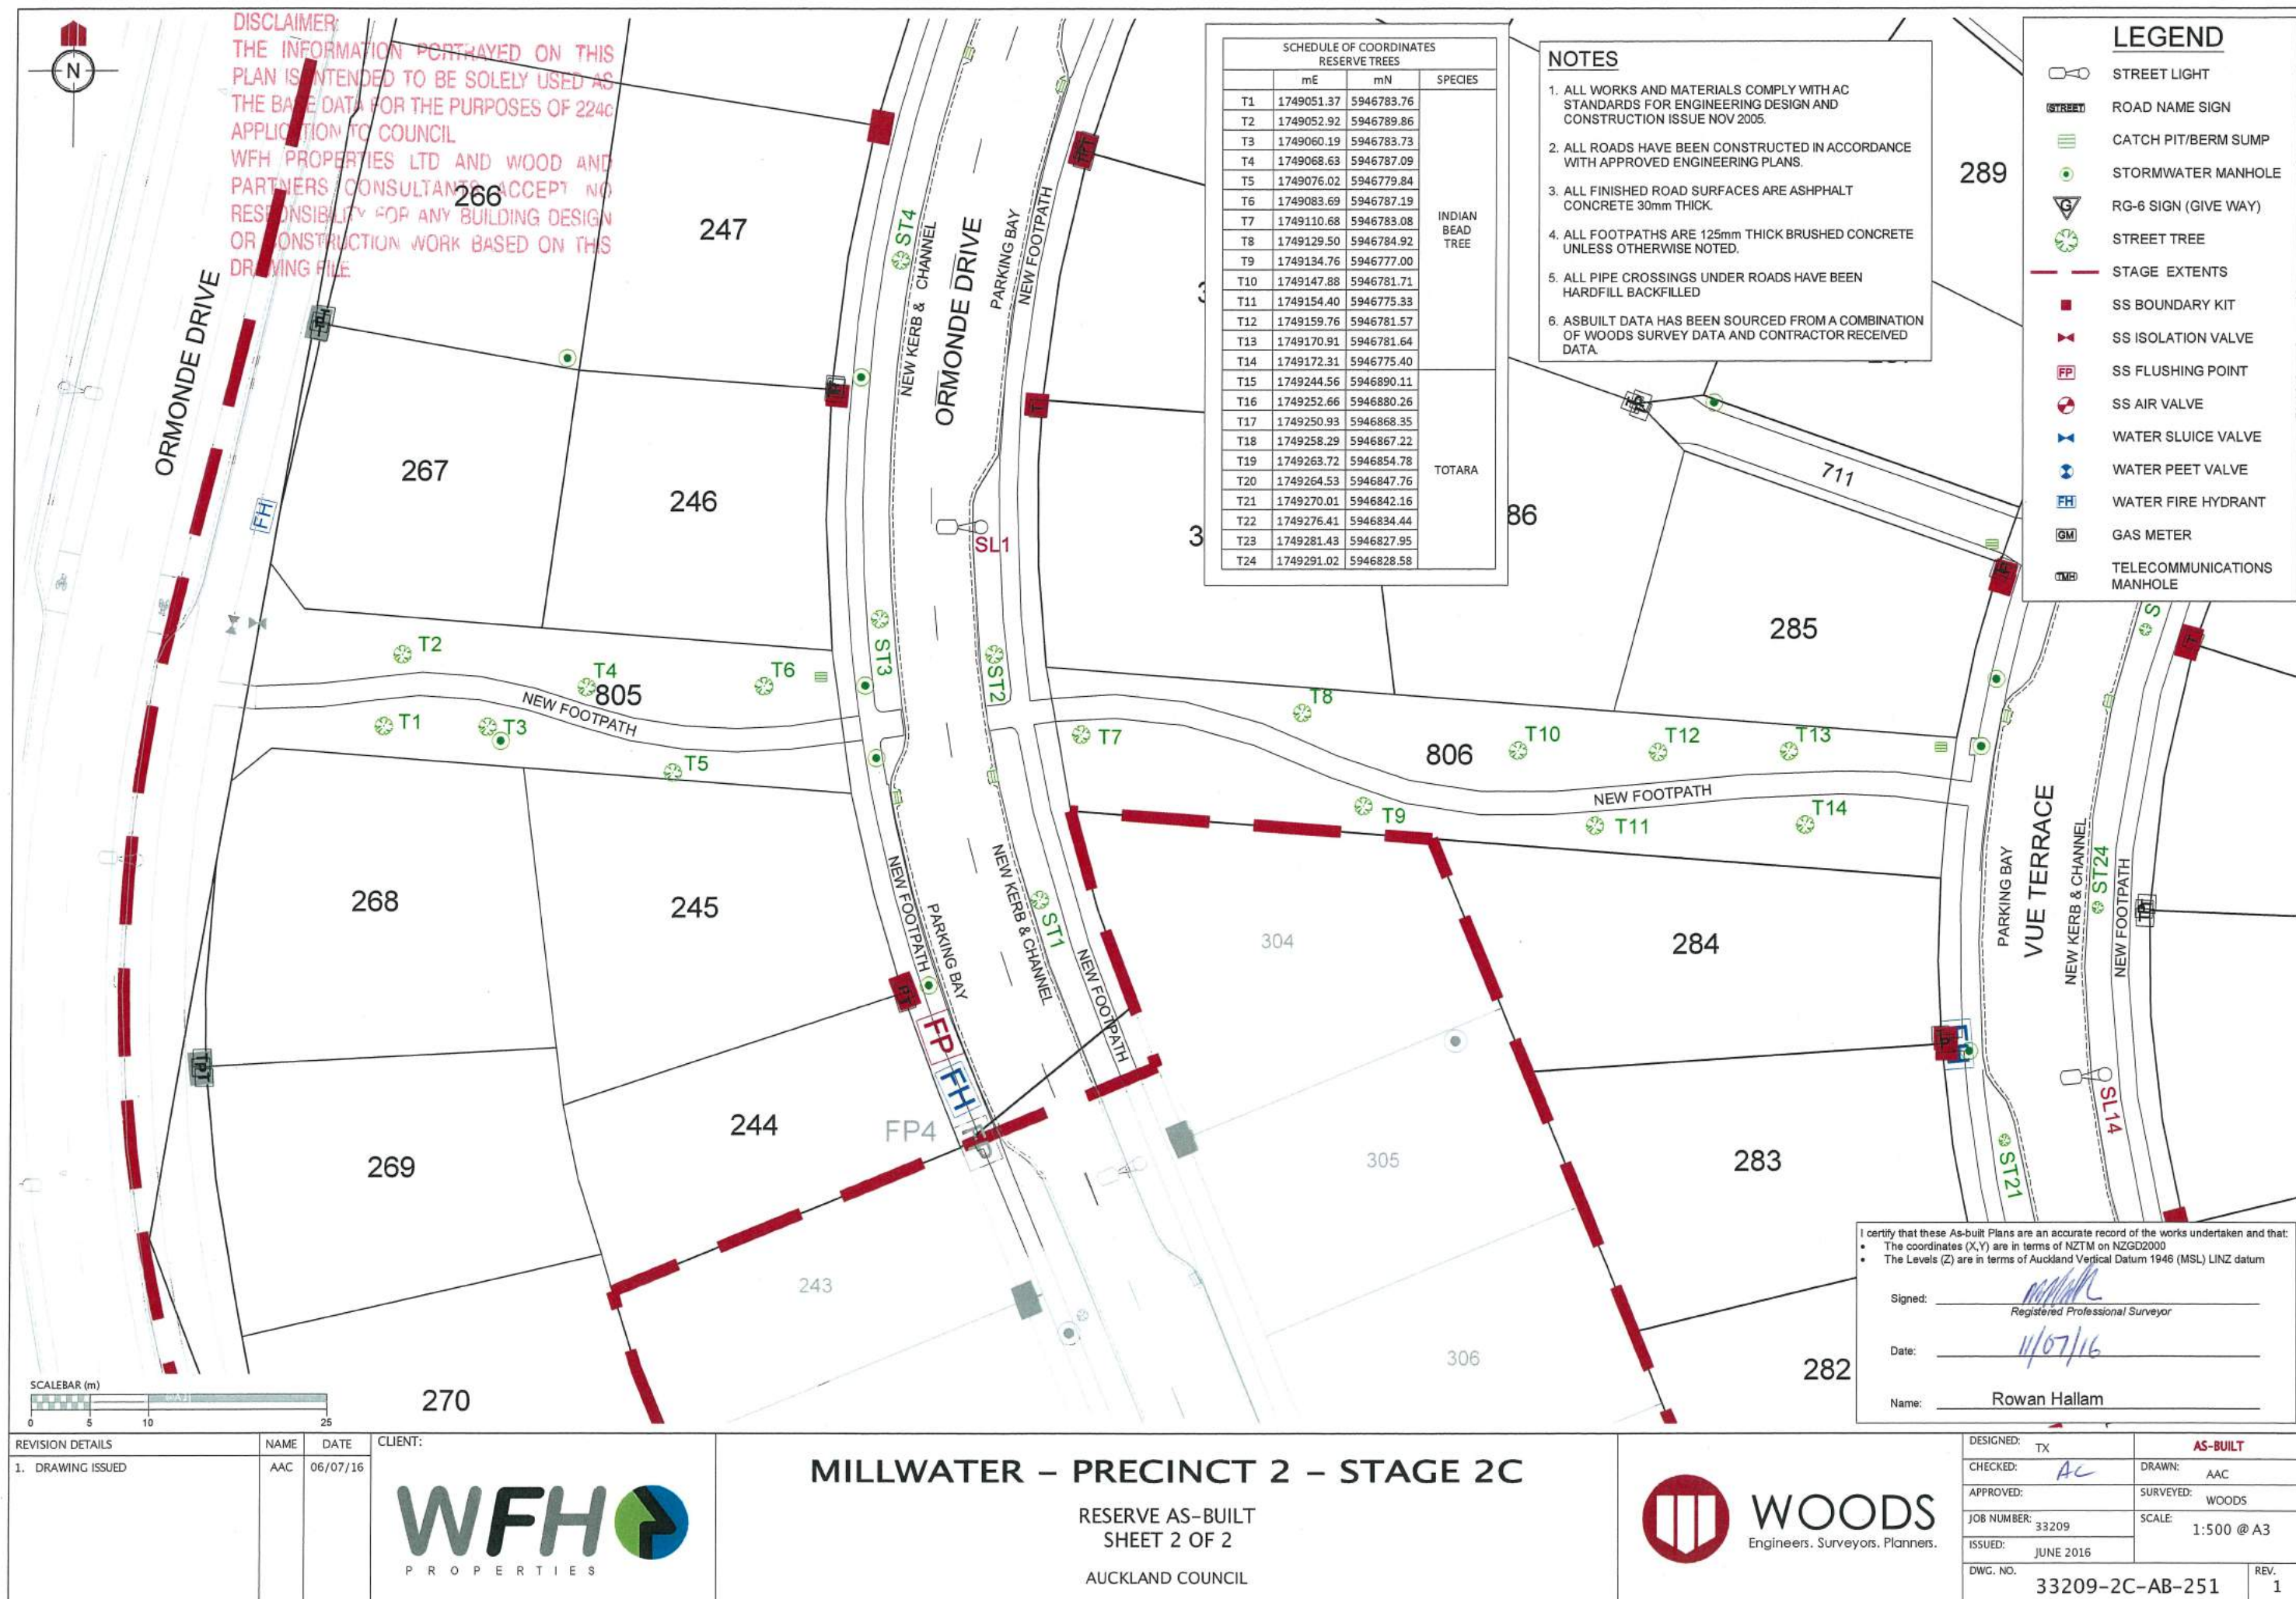 DISCLAIMER:
THE INFORMATION PORTRAYED ON THIS
PLAN IS INTENDED TO BE SOLELY USED AS
THE BASE DATA FOR THE PURPOSES OF 224c
APPLICATION TO COUNCIL
WFH PROPERTIES LTD AND WOOD AND
PARTNERS CONSULTANTS ACCEPT NO
RESPONSIBILITY FOR ANY BUILDING DESIGN
OR CONSTRUCTION WORK BASED ON THIS
DRAWING FILE
N
SCHEDULE OF COORDINATES
RESERVE TREES
mE mN SPECIES
T1 1749051.37 5946783.76
T2 1749052.92 5946789.86
T3 1749060.19 5946783.73
T4 1749068.63 5946787.09
T5 1749076.02 5946779.84
T6 1749083.69 5946787.19
T7 1749110.68 5946783.08
T8 1749129.50 5946784.92
T9 1749134.76 5946777.00
T10 1749147.88 5946781.71
T11 1749154.40 5946775.33
T12 1749159.76 5946781.57
T13 1749170.91 5946781.64
T14 1749172.31 5946775.40
INDIAN
BEAD
TREE
T15 1749244.56 5946890.11
T16 1749252.66 5946880.26
T17 1749250.93 5946868.35
T18 1749258.29 5946867.22
T19 1749263.72 5946854.78
T20 1749264.53 5946847.76
T21 1749270.01 5946842.16
T22 1749276.41 5946834.44
T23 1749281.43 5946827.95
T24 1749291.02 5946828.58
TOTARA
NOTES
1. ALL WORKS AND MATERIALS COMPLY WITH AC
STANDARDS FOR ENGINEERING DESIGN AND
CONSTRUCTION ISSUE NOV 2005.
2. ALL ROADS HAVE BEEN CONSTRUCTED IN ACCORDANCE
WITH APPROVED ENGINEERING PLANS.
3. ALL FINISHED ROAD SURFACES ARE ASHPHALT
CONCRETE 30mm THICK.
4. ALL FOOTPATHS ARE 125mm THICK BRUSHED CONCRETE
UNLESS OTHERWISE NOTED.
5. ALL PIPE CROSSINGS UNDER ROADS HAVE BEEN
HARDFILL BACKFILLED
6. ASBUILT DATA HAS BEEN SOURCED FROM A COMBINATION
OF WOODS SURVEY DATA AND CONTRACTOR RECEIVED
DATA.
LEGEND
STREET LIGHT
STREET ROAD NAME SIGN
CATCH PIT/BERM SUMP
STORMWATER MANHOLE
G RG-6 SIGN (GIVE WAY)
STREET TREE
STAGE EXTENTS
SS BOUNDARY KIT
SS ISOLATION VALVE
FP SS FLUSHING POINT
SS AIR VALVE
WATER SLUICE VALVE
WATER PEET VALVE
FH WATER FIRE HYDRANT
GM GAS METER
TMH TELECOMMUNICATIONS
MANHOLE
266
247
289
ORMONDE DRIVE
ST4
NEW KERB & CHANNEL
ORMONDE DRIVE
PARKING BAY
NEW FOOTPATH
267
246
FH
SL1
3
86
711
285
T2
T4
805
T6
ST3
ST2
T1
T3
NEW FOOTPATH
T5
T7
T8
806
T10
T12
T13
T9
NEW FOOTPATH
T11
T14
268
245
NEW FOOTPATH
PARKING BAY
NEW KERB & CHANNEL
ST1
NEW FOOTPATH
304
284
PARKING BAY
VUE TERRACE
NEW KERB & CHANNEL
ST24
NEW FOOTPATH
TPT
FP
FH
FP4
244
269
305
283
SL14
ST21
243
306
282
270
I certify that these As-built Plans are an accurate record of the works undertaken and that:
• The coordinates (X,Y) are in terms of NZTM on NZGD2000
• The Levels (Z) are in terms of Auckland Vertical Datum 1946 (MSL) LINZ datum
Signed:
Registered Professional Surveyor
Date: 11/07/16
Name: Rowan Hallam
SCALEBAR (m)
0 5 10 25
REVISION DETAILS NAME DATE
1. DRAWING ISSUED AAC 06/07/16
CLIENT:
WFH
PROPERTIES
MILLWATER – PRECINCT 2 – STAGE 2C
RESERVE AS-BUILT
SHEET 2 OF 2
AUCKLAND COUNCIL
WOODS
Engineers. Surveyors. Planners.
DESIGNED: TX
AS-BUILT
CHECKED: AC
DRAWN: AAC
APPROVED:
SURVEYED: WOODS
JOB NUMBER: 33209
SCALE: 1:500 @ A3
ISSUED: JUNE 2016
DWG. NO. 33209-2C-AB-251
REV. 1